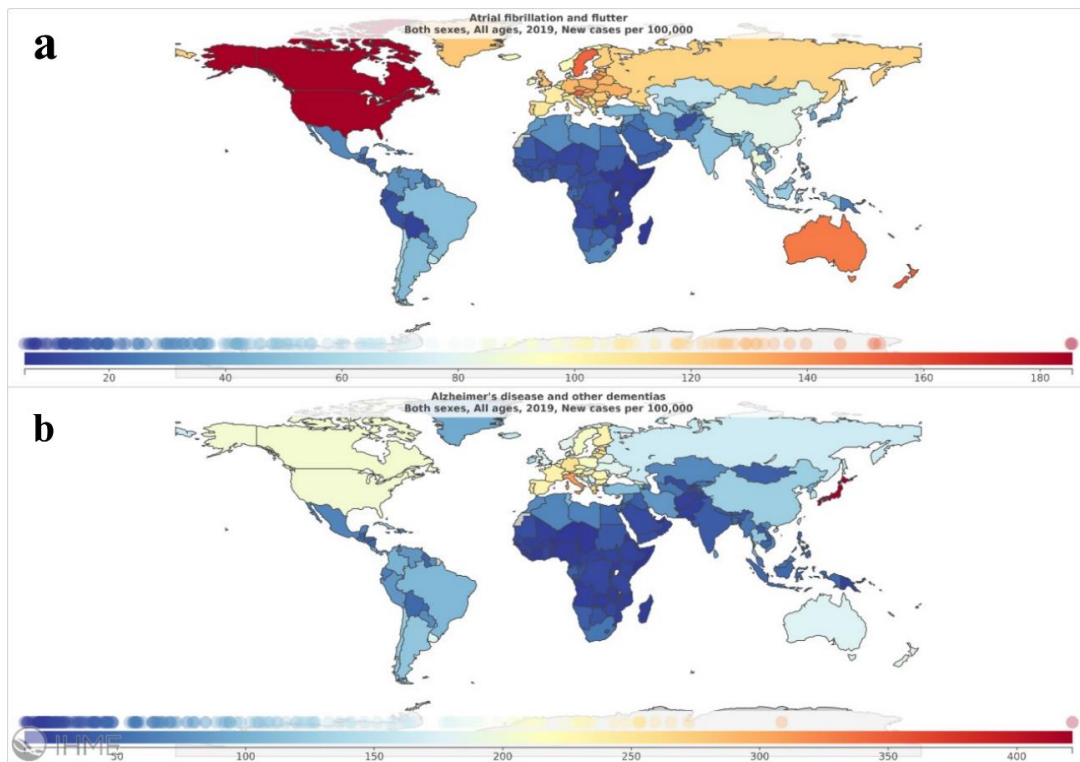 Atrial fibrillation and flutter
a
Both sexes, All ages, 2019, New cases per 100,000
20 40 60 80 100 120 140 160 180
Alzheimer's disease and other dementias
b
Both sexes, All ages, 2019, New cases per 100,000
IHME
50 100 150 200 250 300 350 400